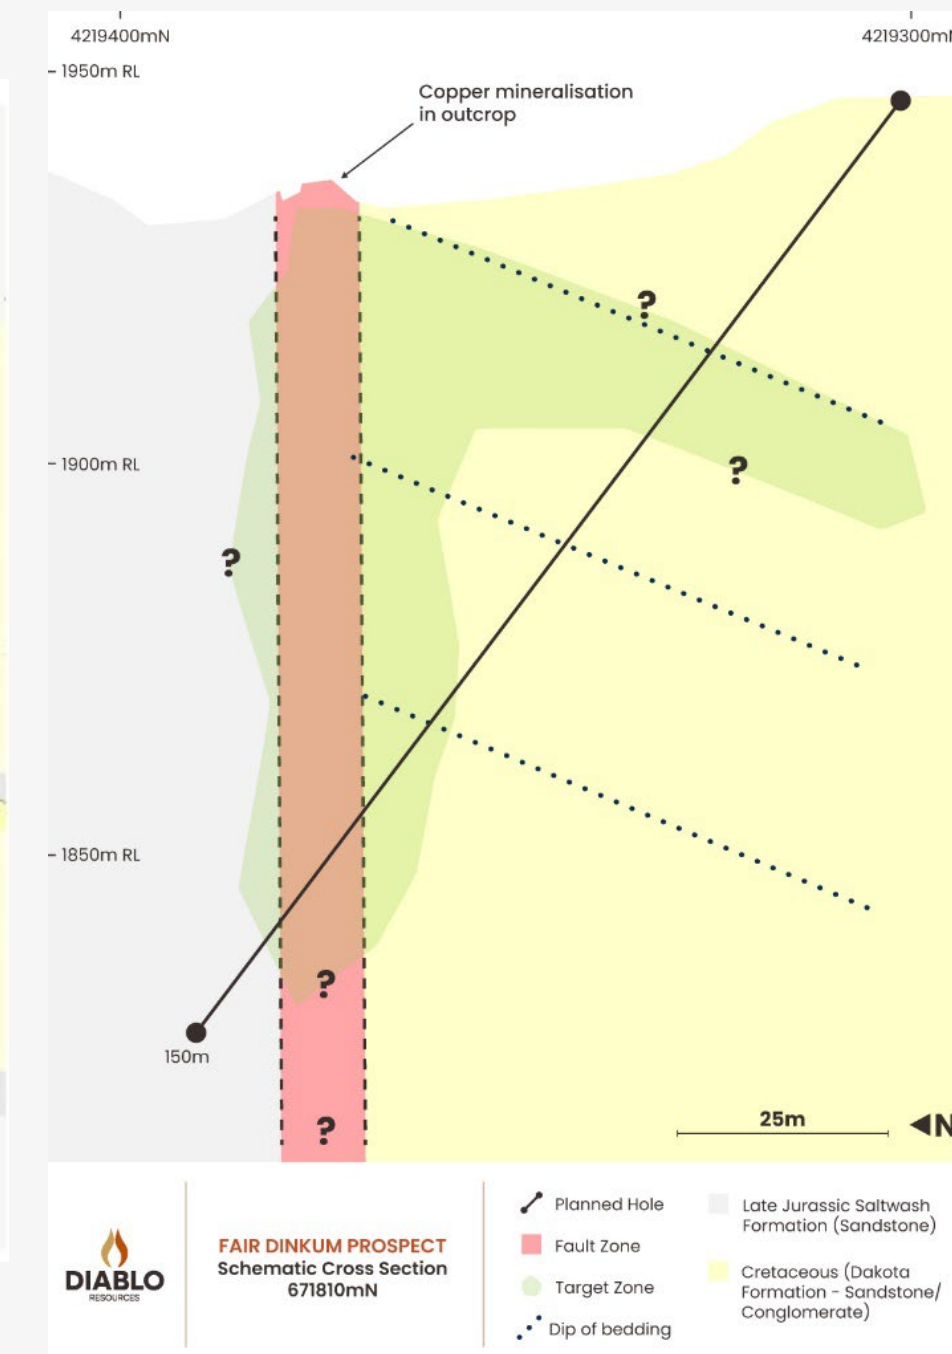 4219400mN
4219300mN
1950m RL
Copper mineralisation
in outcrop
?
1900m RL
?
?
1850m RL
?
150m
?
25m
N
DIABLO
RESOURCES
FAIR DINKUM PROSPECT
Schematic Cross Section
671810mN
Planned Hole
Fault Zone
Target Zone
Dip of bedding
Late Jurassic Saltwash
Formation (Sandstone)
Cretaceous (Dakota
Formation - Sandstone/
Conglomerate)